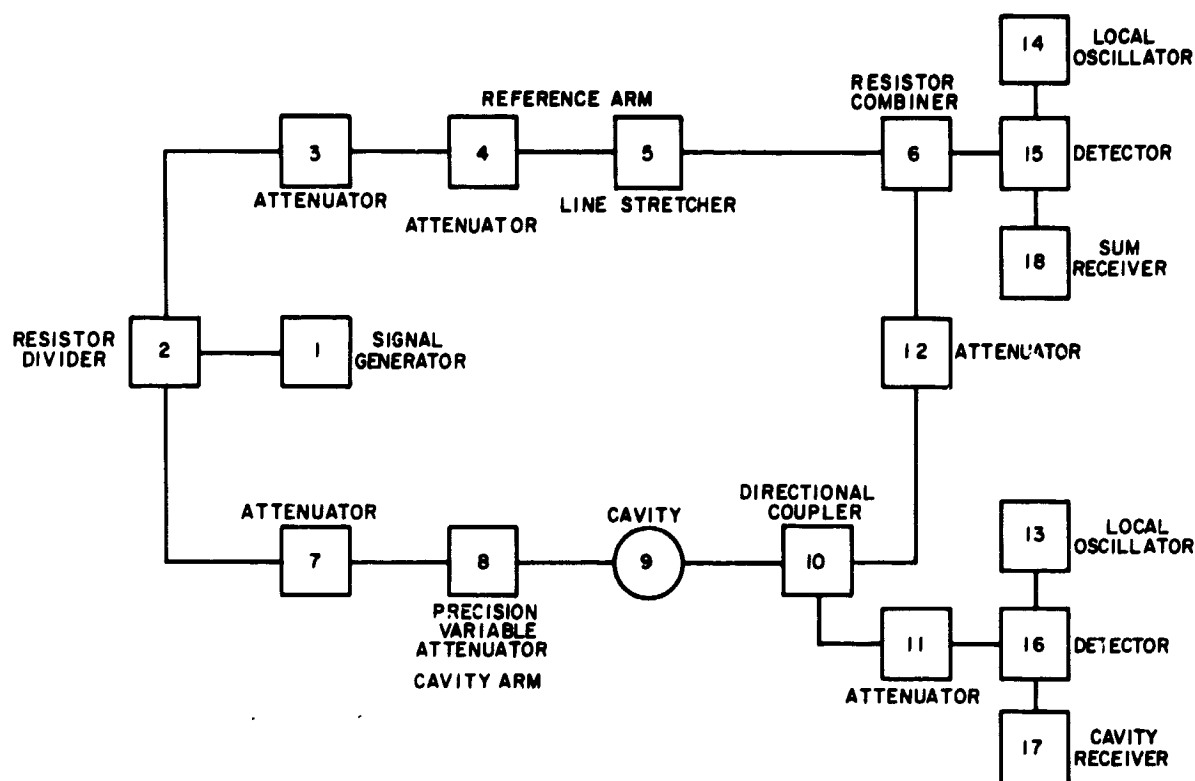 14
LOCAL
OSCILLATOR
RESISTOR
COMBINER
REFERENCE ARM
3
4
5
6
15
DETECTOR
ATTENUATOR
LINE STRETCHER
ATTENUATOR
18
SUM
RECEIVER
RESISTOR
DIVIDER
2
1
SIGNAL
GENERATOR
12
ATTENUATOR
DIRECTIONAL
COUPLER
ATTENUATOR
CAVITY
13
LOCAL
OSCILLATOR
7
8
9
10
PRECISION
VARIABLE
ATTENUATOR
CAVITY ARM
11
ATTENUATOR
16
DETECTOR
17
CAVITY
RECEIVER